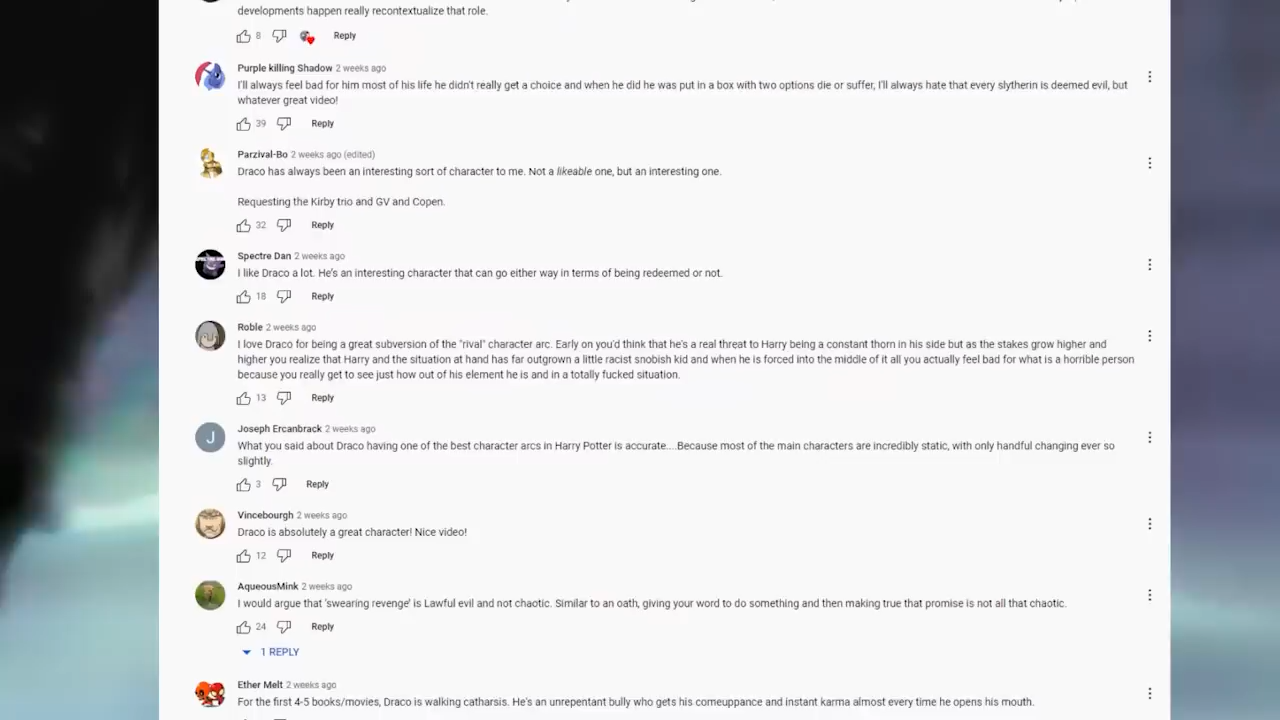 developments happen really recontextualize that role.
8 Reply
Purple killing Shadow 2 weeks ago
I'll always feel bad for him most of his life he didn't really get a choice and when he did he was put in a box with two options die or suffer, I'll always hate that every slytherin is deemed evil, but
whatever great video!
39 Reply
Parzival-Bo 2 weeks ago (edited)
Draco has always been an interesting sort of character to me. Not a likeable one, but an interesting one.
Requesting the Kirby trio and GV and Copen.
32 Reply
Spectre Dan 2 weeks ago
I like Draco a lot. He's an interesting character that can go either way in terms of being redeemed or not.
18 Reply
Roble 2 weeks ago
I love Draco for being a great subversion of the "rival" character arc. Early on you'd think that he's a real threat to Harry being a constant thorn in his side but as the stakes grow higher and
higher you realize that Harry and the situation at hand has far outgrown a little racist snobish kid and when he is forced into the middle of it all you actually feel bad for what is a horrible person
because you really get to see just how out of his element he is and in a totally fucked situation.
13 Reply
J
Joseph Ercanbrack 2 weeks ago
What you said about Draco having one of the best character arcs in Harry Potter is accurate....Because most of the main characters are incredibly static, with only handful changing ever so
slightly.
3 Reply
Vincebourgh 2 weeks ago
Draco is absolutely a great character! Nice video!
12 Reply
AqueousMink 2 weeks ago
I would argue that 'swearing revenge' is Lawful evil and not chaotic. Similar to an oath, giving your word to do something and then making true that promise is not all that chaotic.
24 Reply
1 REPLY
Ether Melt 2 weeks ago
For the first 4-5 books/movies, Draco is walking catharsis. He's an unrepentant bully who gets his comeuppance and instant karma almost every time he opens his mouth.